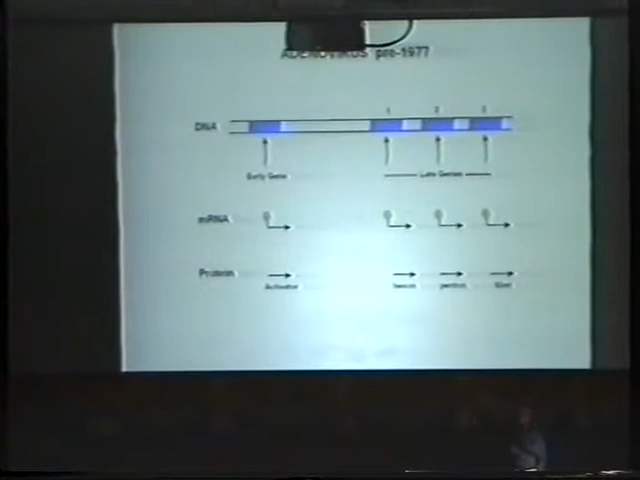 ADENOVIRUS pre-1977
1 2 3
DNA
Early Gene Late Genes
mRNA
Protein
Activator hexon penton fiber